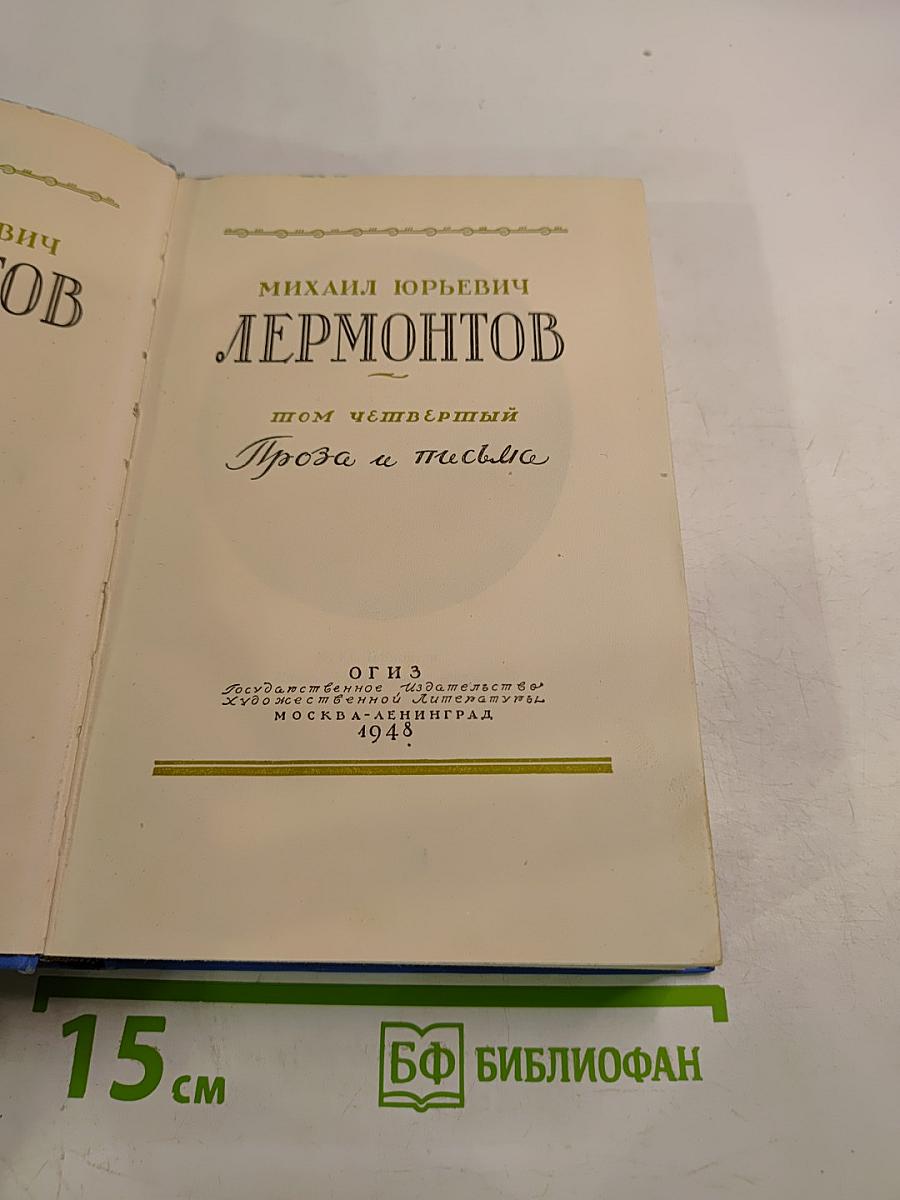 ВИЧ
ТОВ
МИХАИЛ ЮРЬЕВИЧ
ЛЕРМОНТОВ
ТОМ ЧЕТВЕРТЫЙ
Проза и письма
ОГИЗ
Государственное Издательство
Художественной Литературы
МОСКВА-ЛЕНИНГРАД
1948
15 см
БФ БИБЛИОФАН